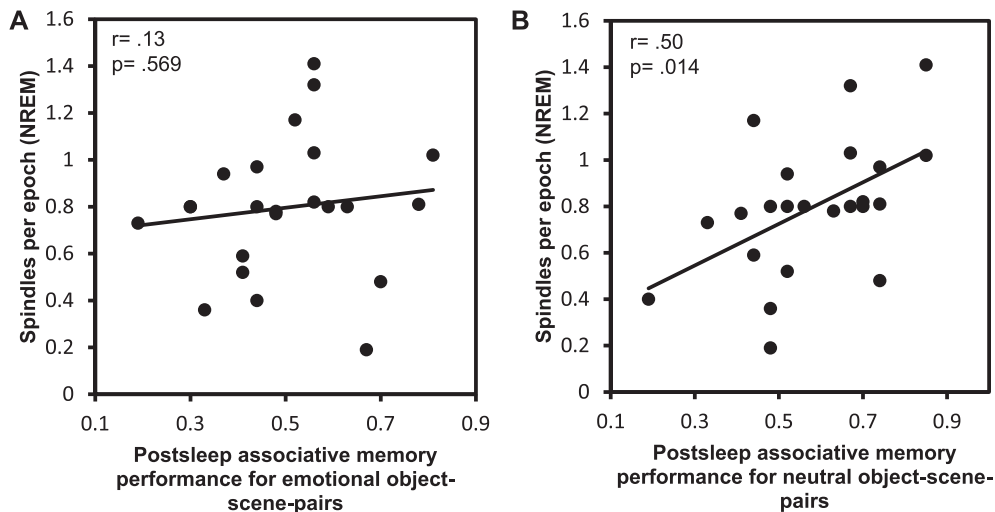 A
r= .13
p= .569
Spindles per epoch (NREM)
1.6
1.4
1.2
1
0.8
0.6
0.4
0.2
0
0.1
0.3
0.5
0.7
0.9
Postsleep associative memory
performance for emotional object-
scene-pairs
B
r= .50
p= .014
Spindles per epoch (NREM)
1.6
1.4
1.2
1
0.8
0.6
0.4
0.2
0
0.1
0.3
0.5
0.7
0.9
Postsleep associative memory
performance for neutral object-scene-
pairs